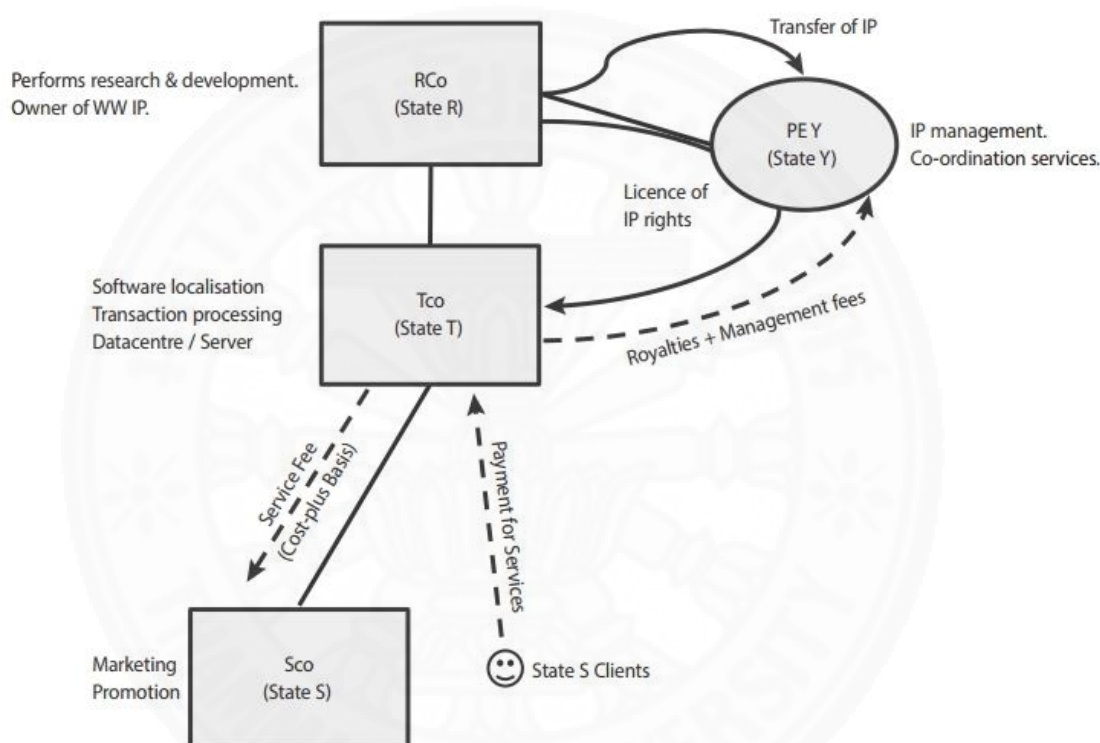 Transfer of IP
Performs research & development.
Owner of WW IP.
RCo
(State R)
PE Y
(State Y)
IP management.
Co-ordination services.
Licence of
IP rights
Software localisation
Transaction processing
Datacentre / Server
Tco
(State T)
Royalties + Management fees
Service Fee
(Cost-plus Basis)
Payment for Services
Marketing
Promotion
Sco
(State S)
State S Clients